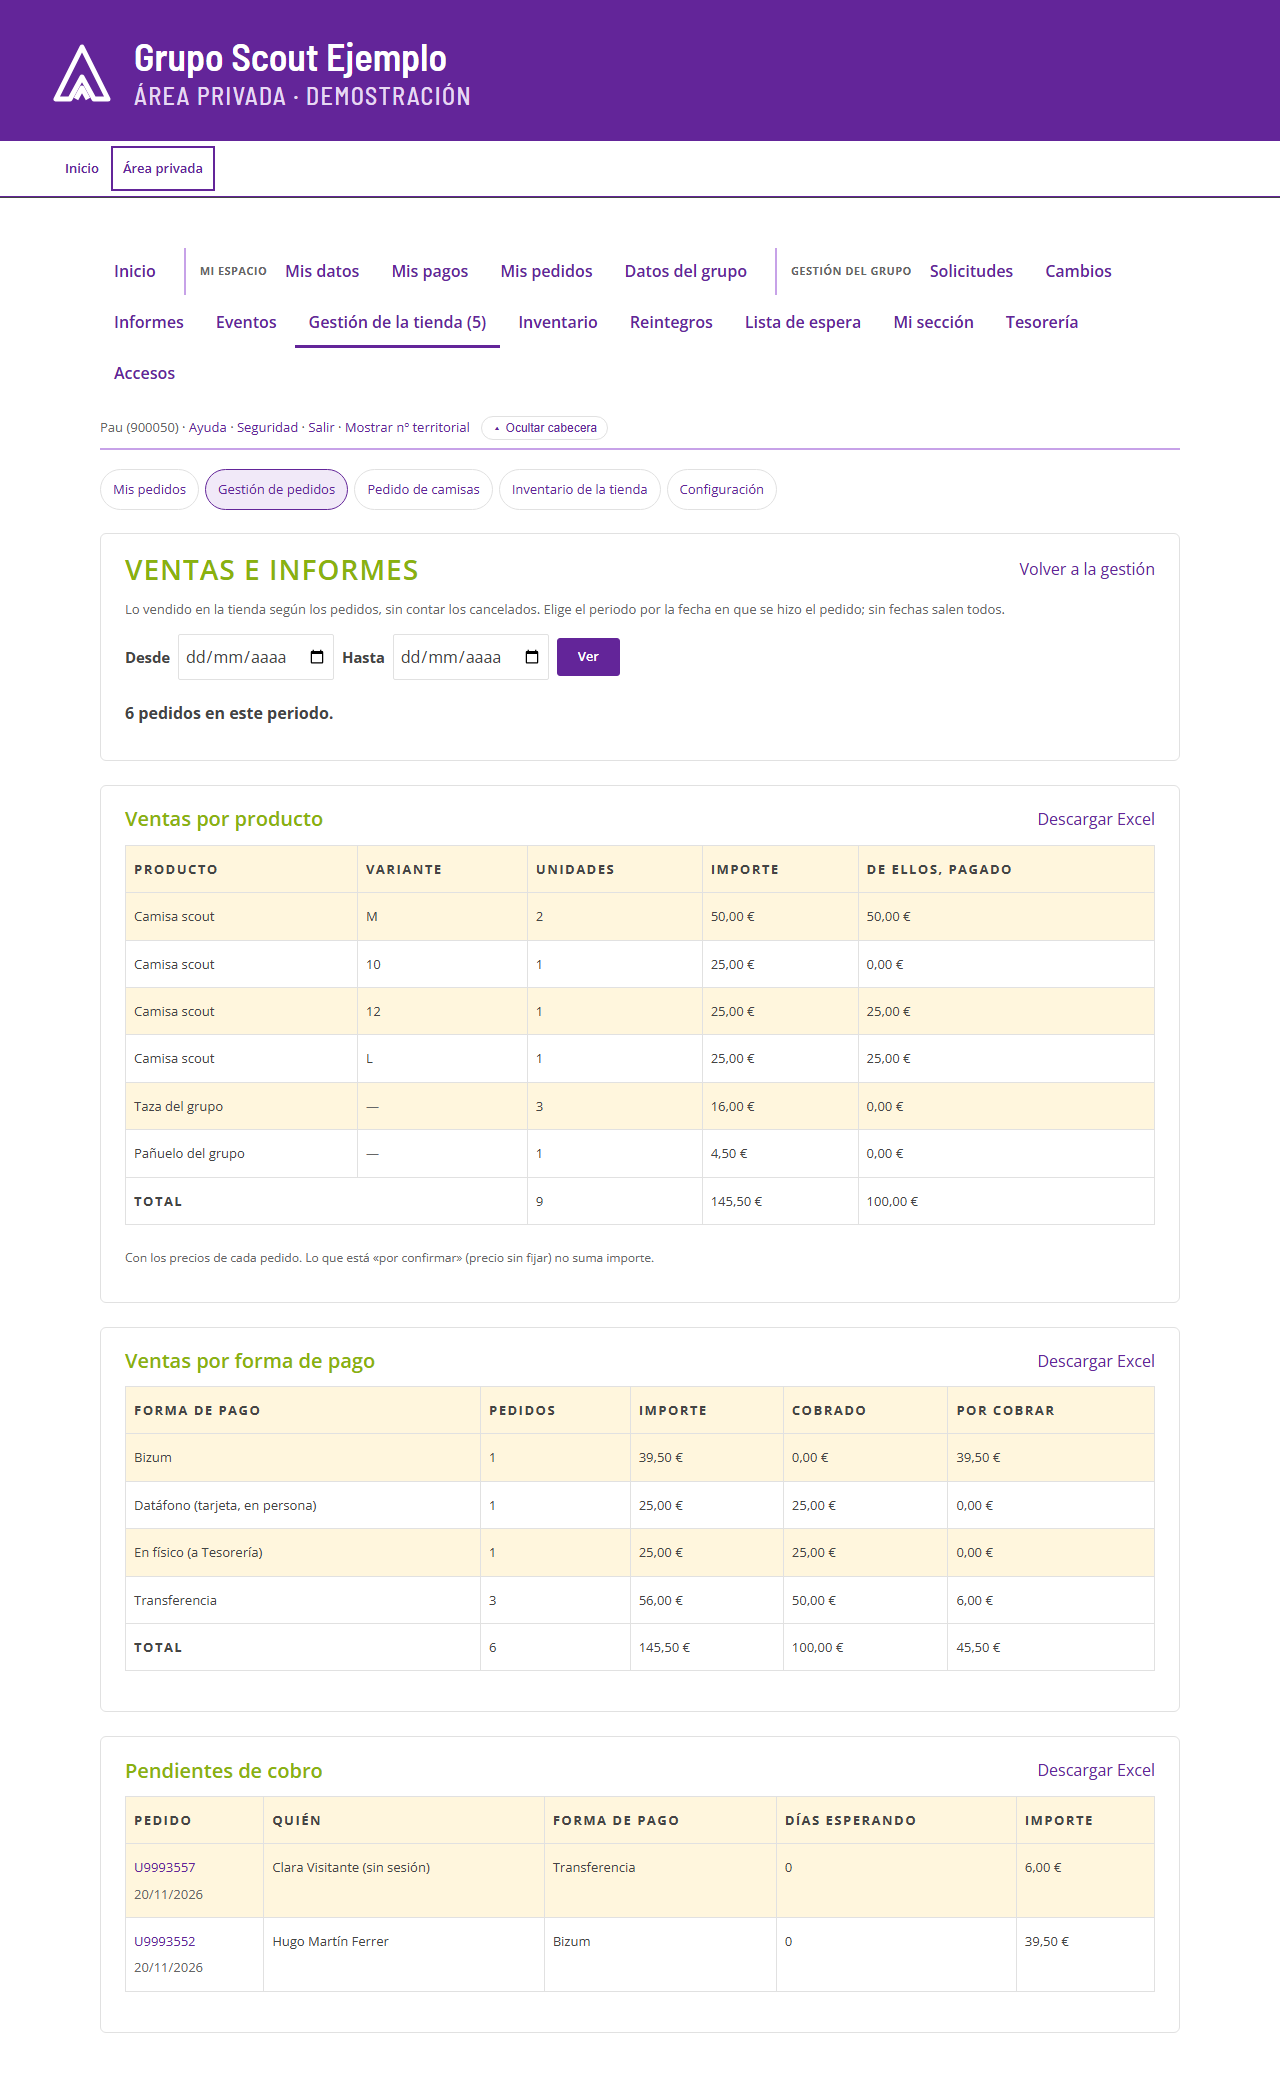 Grupo Scout Ejemplo
ÁREA PRIVADA · DEMOSTRACIÓN
Inicio Área privada
Inicio MI ESPACIO Mis datos Mis pagos Mis pedidos Datos del grupo GESTIÓN DEL GRUPO Solicitudes Cambios
Informes Eventos Gestión de la tienda (5) Inventario Reintegros Lista de espera Mi sección Tesorería
Accesos
Pau (900050) · Ayuda · Seguridad · Salir · Mostrar nº territorial ▲ Ocultar cabecera
Mis pedidos Gestión de pedidos Pedido de camisas Inventario de la tienda Configuración
VENTAS E INFORMES Volver a la gestión
Lo vendido en la tienda según los pedidos, sin contar los cancelados. Elige el periodo por la fecha en que se hizo el pedido; sin fechas salen todos.
Desde dd/mm/aaaa Hasta dd/mm/aaaa Ver
6 pedidos en este periodo.
Ventas por producto Descargar Excel
PRODUCTO VARIANTE UNIDADES IMPORTE DE ELLOS, PAGADO
Camisa scout M 2 50,00 € 50,00 €
Camisa scout 10 1 25,00 € 0,00 €
Camisa scout 12 1 25,00 € 25,00 €
Camisa scout L 1 25,00 € 25,00 €
Taza del grupo — 3 16,00 € 0,00 €
Pañuelo del grupo — 1 4,50 € 0,00 €
TOTAL 9 145,50 € 100,00 €
Con los precios de cada pedido. Lo que está «por confirmar» (precio sin fijar) no suma importe.
Ventas por forma de pago Descargar Excel
FORMA DE PAGO PEDIDOS IMPORTE COBRADO POR COBRAR
Bizum 1 39,50 € 0,00 € 39,50 €
Datáfono (tarjeta, en persona) 1 25,00 € 25,00 € 0,00 €
En físico (a Tesorería) 1 25,00 € 25,00 € 0,00 €
Transferencia 3 56,00 € 50,00 € 6,00 €
TOTAL 6 145,50 € 100,00 € 45,50 €
Pendientes de cobro Descargar Excel
PEDIDO QUIÉN FORMA DE PAGO DÍAS ESPERANDO IMPORTE
U9993557 Clara Visitante (sin sesión) Transferencia 0 6,00 €
20/11/2026
U9993552 Hugo Martín Ferrer Bizum 0 39,50 €
20/11/2026